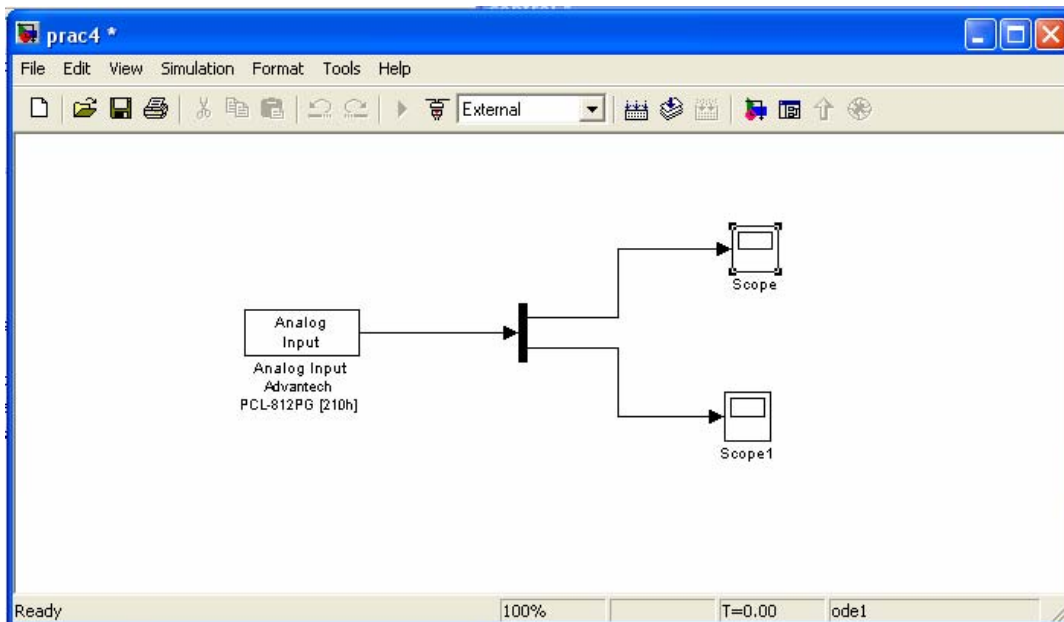 prac4 *
File Edit View Simulation Format Tools Help
External
Scope
Analog
Input
Analog Input
Advantech
PCL-812PG [210h]
Scope1
Ready 100% T=0.00 ode1